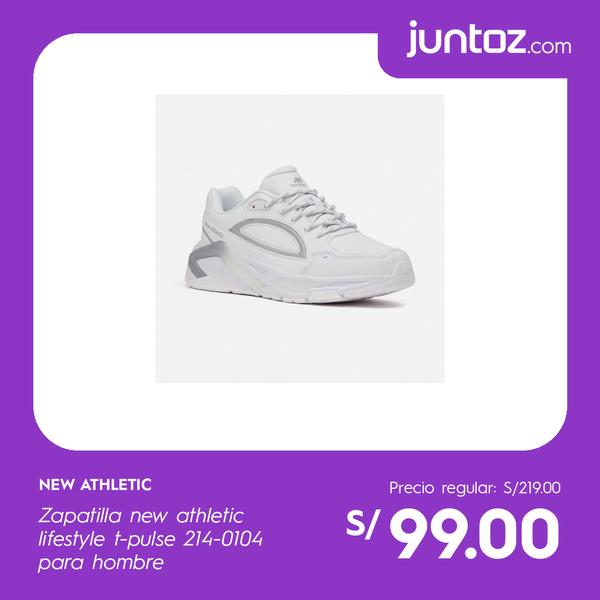 juntoz.com
NEW ATHLETIC
Zapatilla new athletic
lifestyle t-pulse 214-0104
para hombre
Precio regular: S/219.00
S/99.00